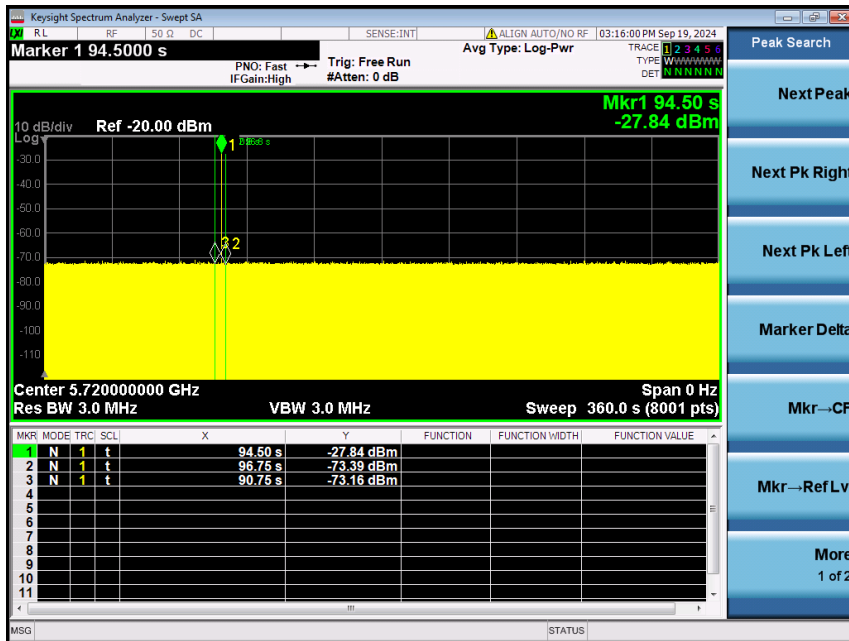 Keysight Spectrum Analyzer - Swept SA
LXI RL RF 50 Ω DC SENSE:INT ALIGN AUTO/NO RF 03:16:00 PM Sep 19, 2024
Marker 1 94.5000 s
PNO: Fast
IFGain:High
Trig: Free Run
#Atten: 0 dB
Avg Type: Log-Pwr
TRACE 1 2 3 4 5 6
TYPE WWWWWW
DET N N N N N N
Mkr1 94.50 s
-27.84 dBm
10 dB/div Ref -20.00 dBm
Log
1
-30.0
-40.0
-50.0
-60.0
3 2
-70.0
-80.0
-90.0
-100
-110
Center 5.720000000 GHz Span 0 Hz
Res BW 3.0 MHz VBW 3.0 MHz Sweep 360.0 s (8001 pts)
MKR MODE TRC SCL X Y FUNCTION FUNCTION WIDTH FUNCTION VALUE
1 N 1 t 94.50 s -27.84 dBm
2 N 1 t 96.75 s -73.39 dBm
3 N 1 t 90.75 s -73.16 dBm
4
5
6
7
8
9
10
11
MSG STATUS
Peak Search
Next Peak
Next Pk Right
Next Pk Left
Marker Delta
Mkr→CF
Mkr→Ref Lv
More
1 of 2